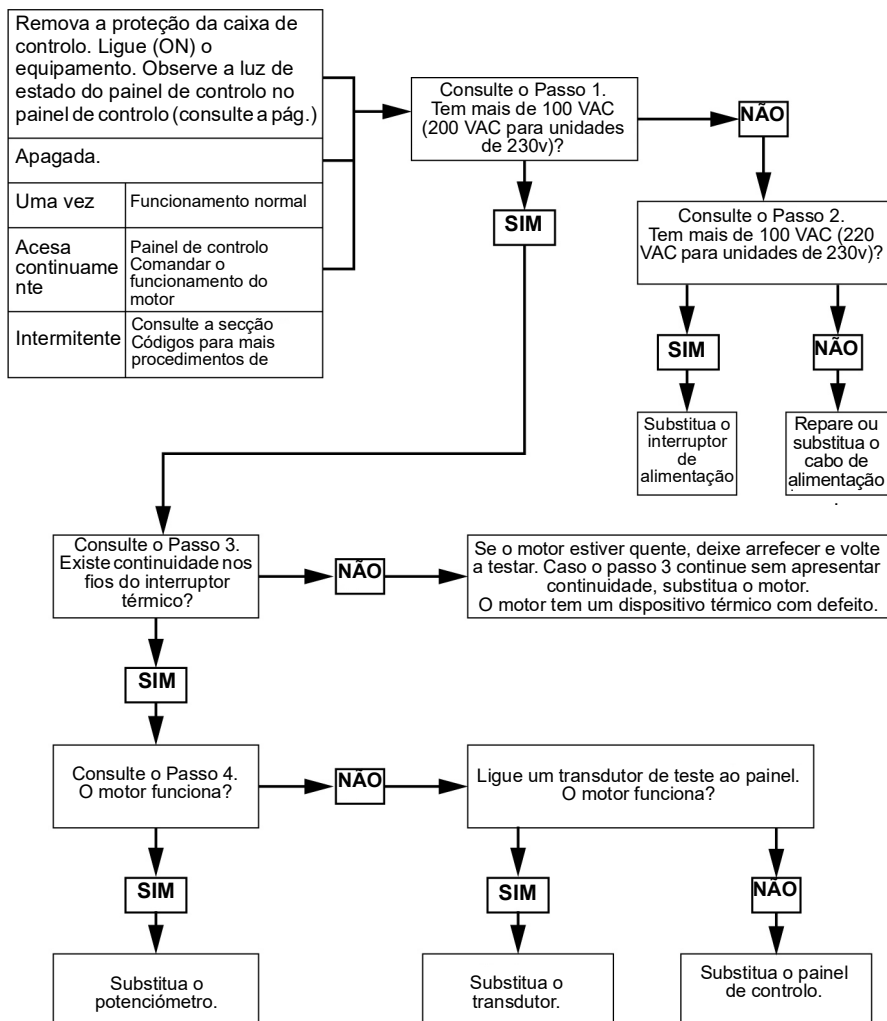 Remova a proteção da caixa de
controlo. Ligue (ON) o
equipamento. Observe a luz de
estado do painel de controlo no
painel de controlo (consulte a pág.)
Apagada.
Uma vez
Funcionamento normal
Acesa
continuame
nte
Painel de controlo
Comandar o
funcionamento do
motor
Intermitente
Consulte a secção
Códigos para mais
procedimentos de
Consulte o Passo 1.
Tem mais de 100 VAC
(200 VAC para unidades
de 230v)?
NÃO
SIM
Consulte o Passo 2.
Tem mais de 100 VAC (220
VAC para unidades de 230v)?
SIM
NÃO
Substitua o
interruptor
de
alimentação
Repare ou
substitua o
cabo de
alimentação
.
Consulte o Passo 3.
Existe continuidade nos
fios do interruptor
térmico?
NÃO
Se o motor estiver quente, deixe arrefecer e volte
a testar. Caso o passo 3 continue sem apresentar
continuidade, substitua o motor.
O motor tem um dispositivo térmico com defeito.
SIM
Consulte o Passo 4.
O motor funciona?
NÃO
Ligue um transdutor de teste ao painel.
O motor funciona?
SIM
SIM
NÃO
Substitua o
potenciómetro.
Substitua o
transdutor.
Substitua o painel
de controlo.